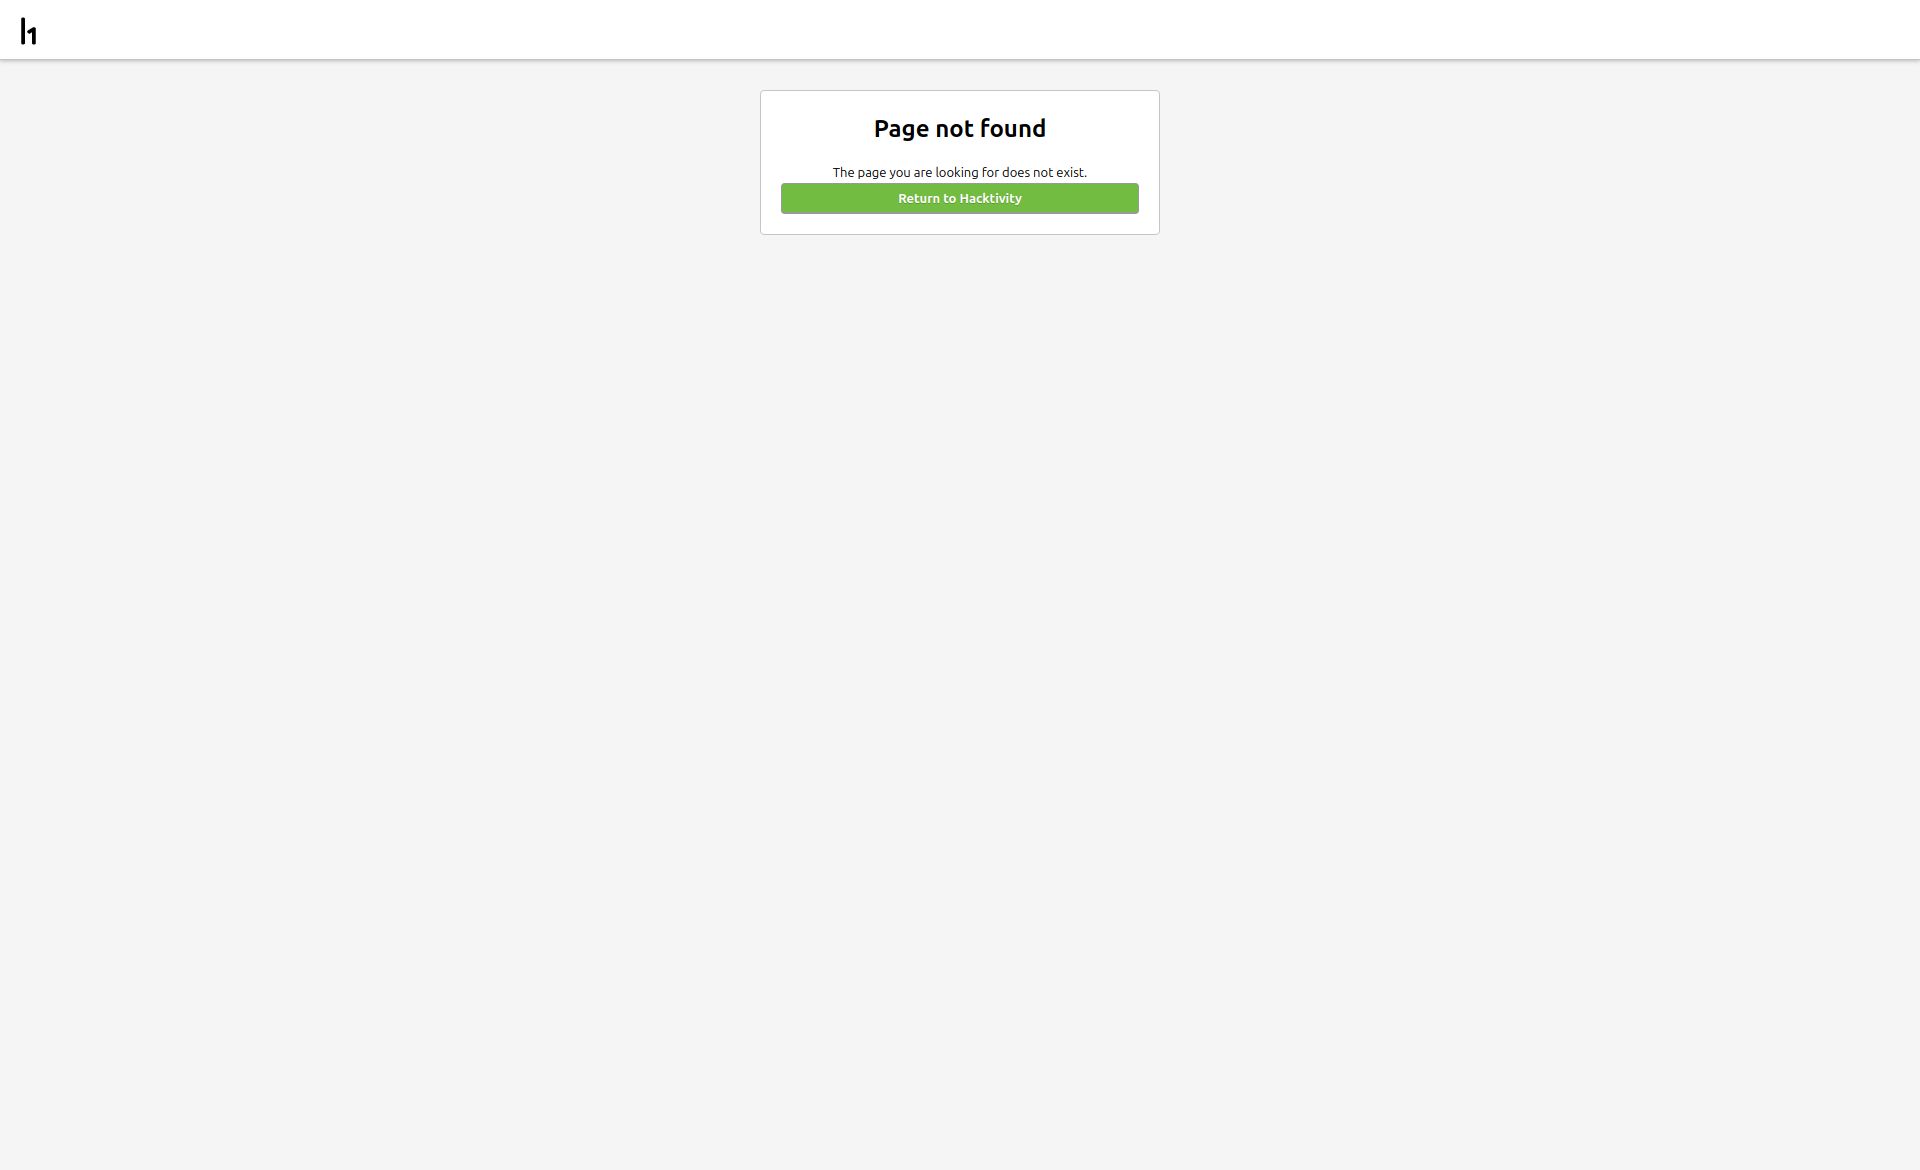 h1
Page not found
The page you are looking for does not exist.
Return to Hacktivity